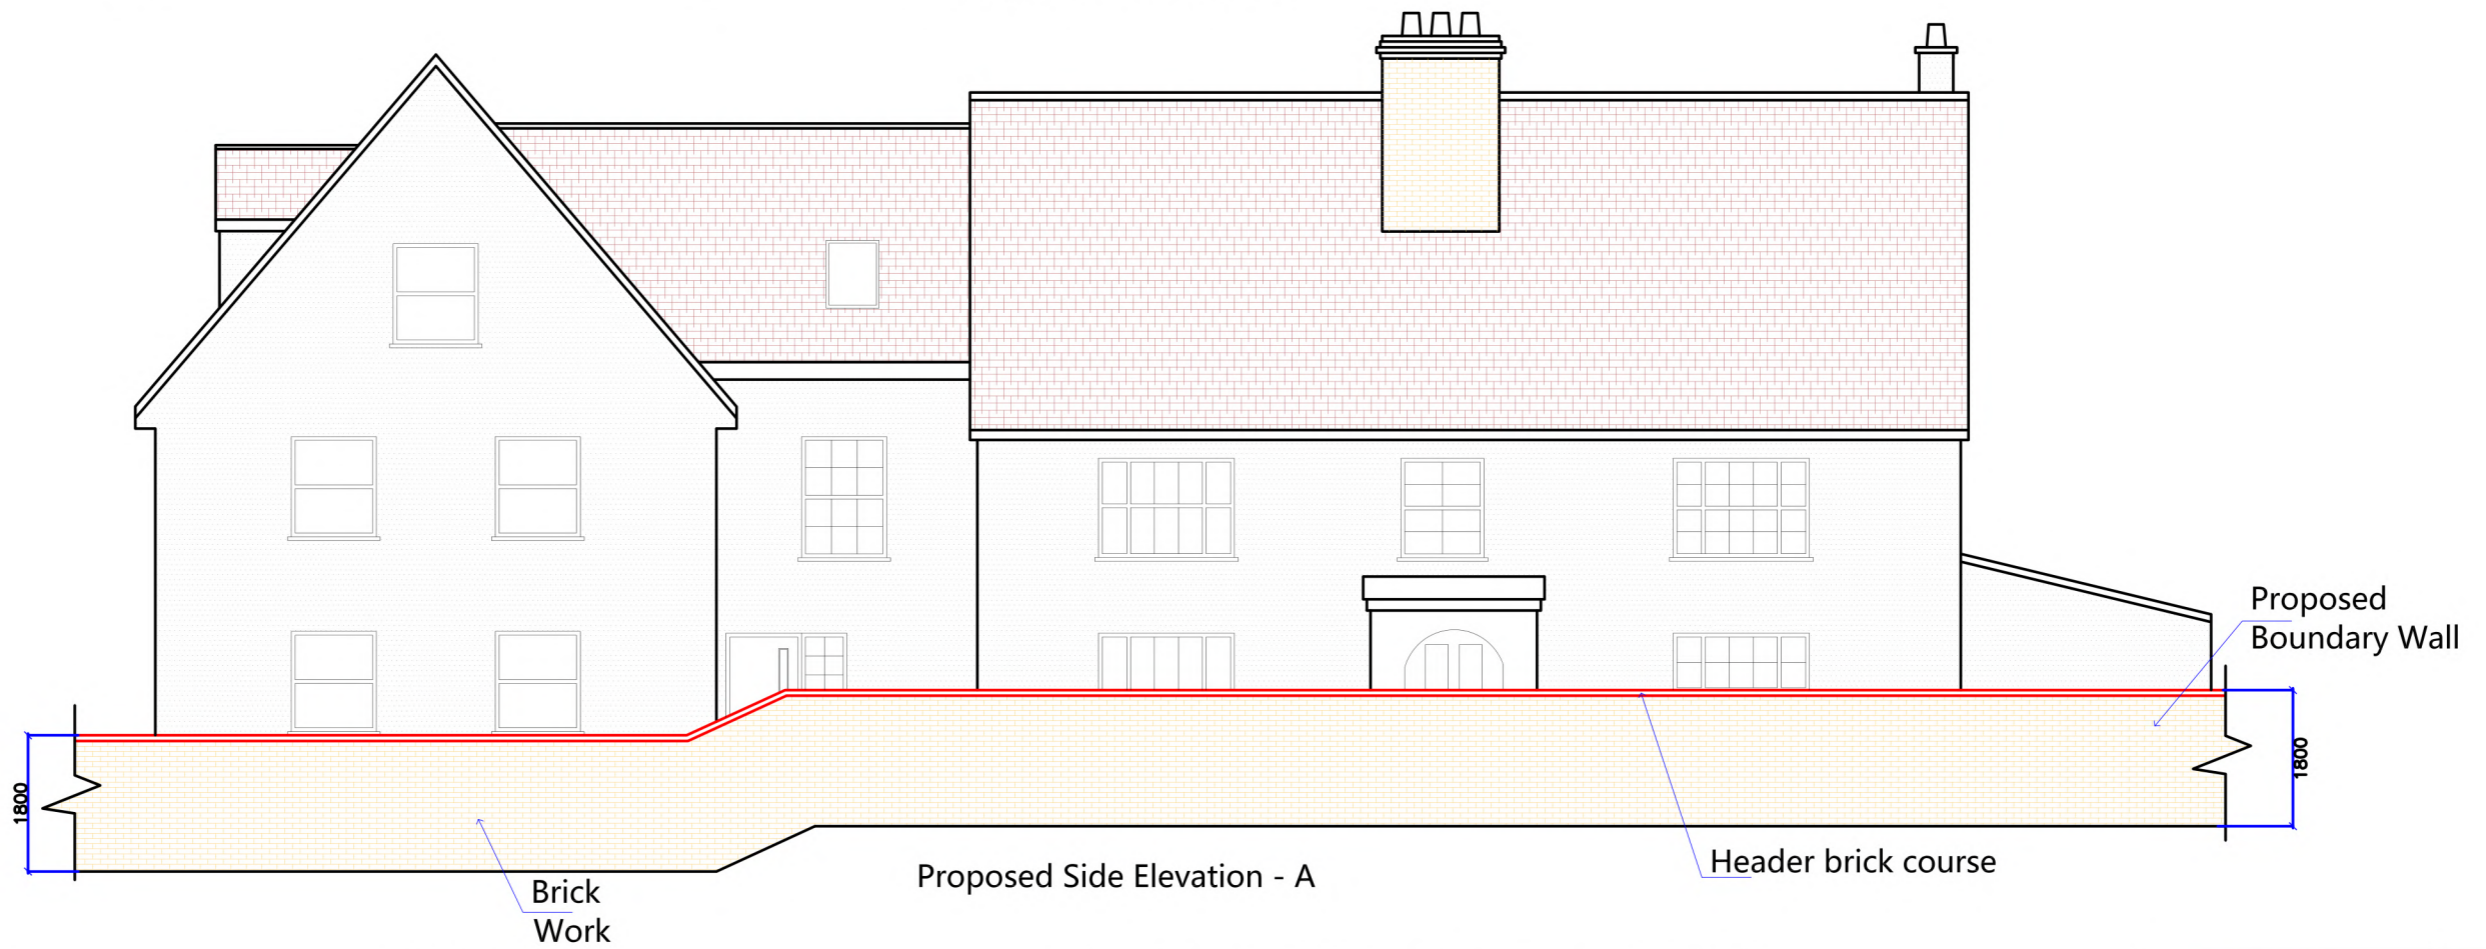 Proposed
Boundary Wall
1800
1800
Header brick course
Proposed Side Elevation - A
Brick
Work